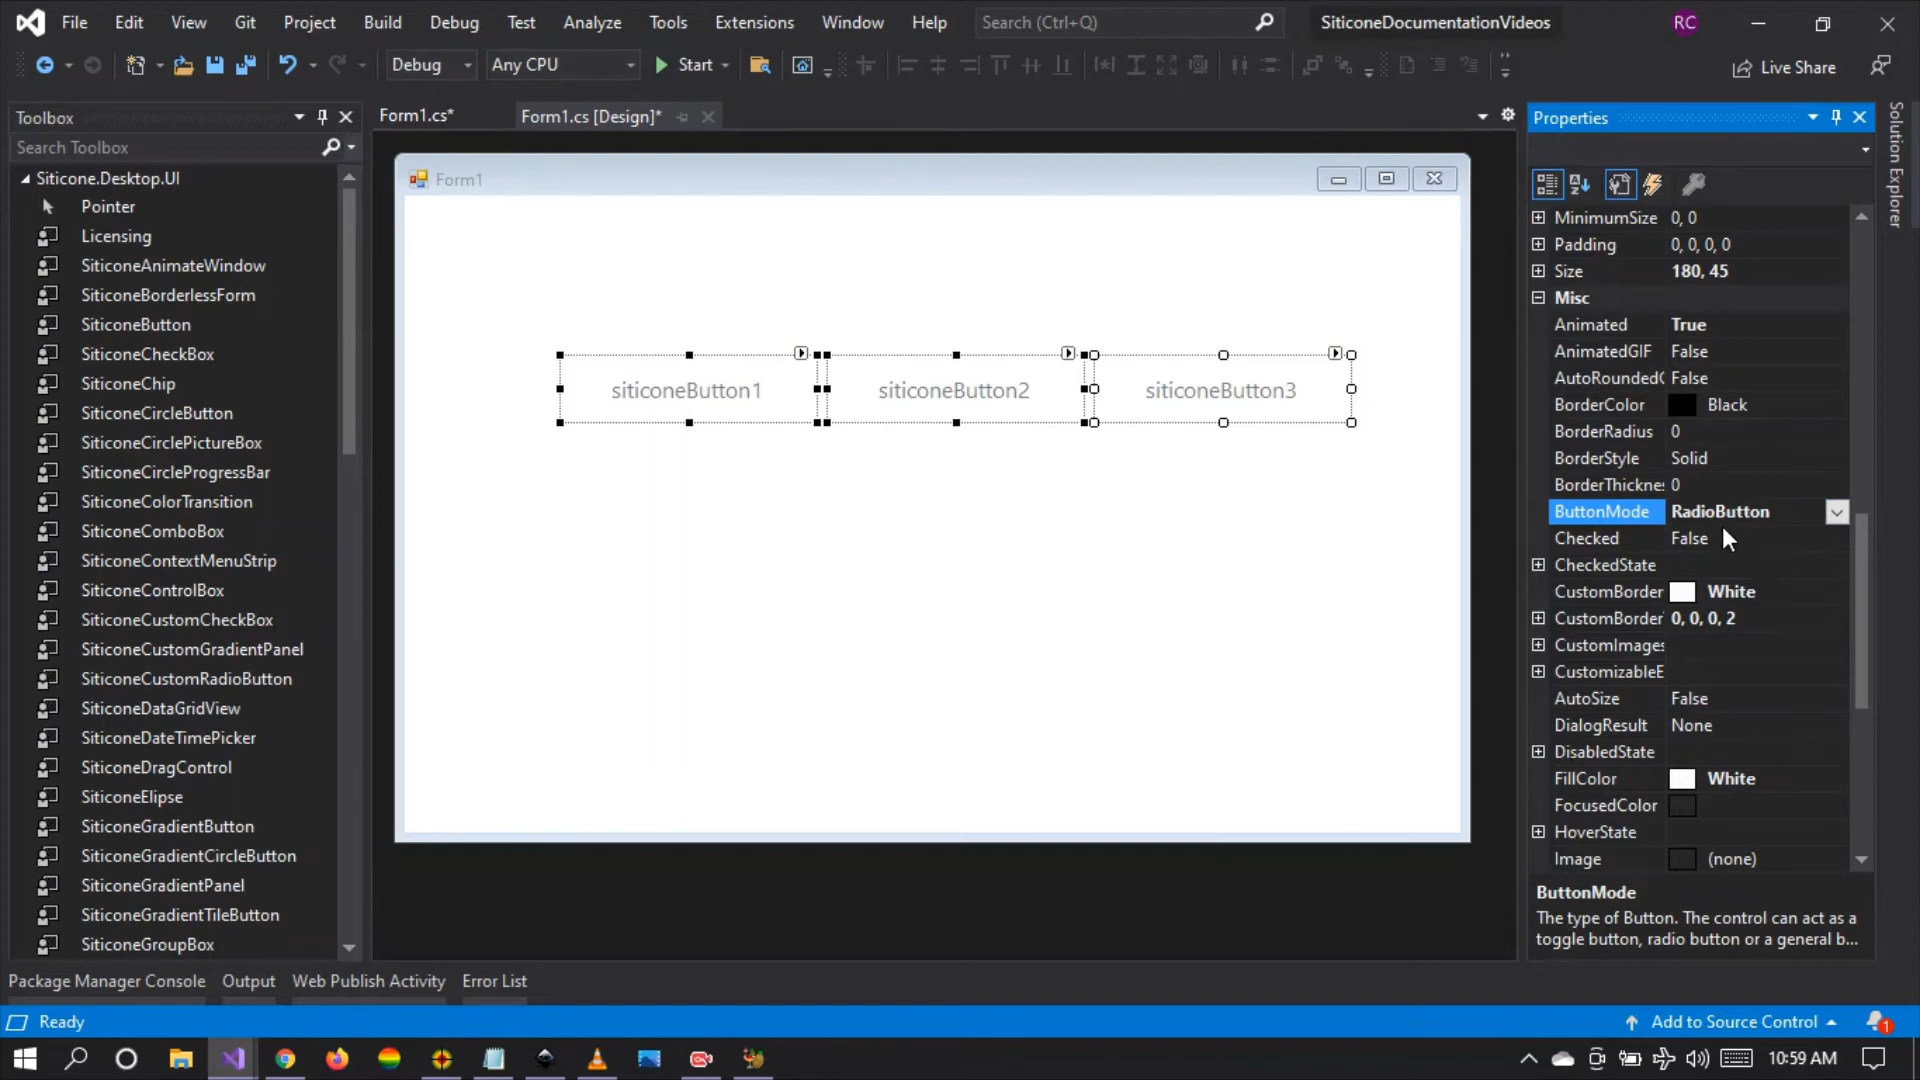 File Edit View Git Project Build Debug Test Analyze Tools Extensions Window Help Search (Ctrl+Q) SiticoneDocumentationVideos RC
Debug Any CPU Start Live Share
Toolbox
Search Toolbox
Siticone.Desktop.UI
Pointer
Licensing
SiticoneAnimateWindow
SiticoneBorderlessForm
SiticoneButton
SiticoneCheckBox
SiticoneChip
SiticoneCircleButton
SiticoneCirclePictureBox
SiticoneCircleProgressBar
SiticoneColorTransition
SiticoneComboBox
SiticoneContextMenuStrip
SiticoneControlBox
SiticoneCustomCheckBox
SiticoneCustomGradientPanel
SiticoneCustomRadioButton
SiticoneDataGridView
SiticoneDateTimePicker
SiticoneDragControl
SiticoneElipse
SiticoneGradientButton
SiticoneGradientCircleButton
SiticoneGradientPanel
SiticoneGradientTileButton
SiticoneGroupBox
Form1.cs* Form1.cs [Design]*
Form1
siticoneButton1 siticoneButton2 siticoneButton3
Properties
MinimumSize 0, 0
Padding 0, 0, 0, 0
Size 180, 45
Misc
Animated True
AnimatedGIF False
AutoRoundedC False
BorderColor Black
BorderRadius 0
BorderStyle Solid
BorderThicknes 0
ButtonMode RadioButton
Checked False
CheckedState
CustomBorder White
CustomBorder 0, 0, 0, 2
CustomImages
CustomizableE
AutoSize False
DialogResult None
DisabledState
FillColor White
FocusedColor
HoverState
Image (none)
ButtonMode
The type of Button. The control can act as a
toggle button, radio button or a general b...
Solution Explorer
Package Manager Console Output Web Publish Activity Error List
Ready Add to Source Control 1
10:59 AM